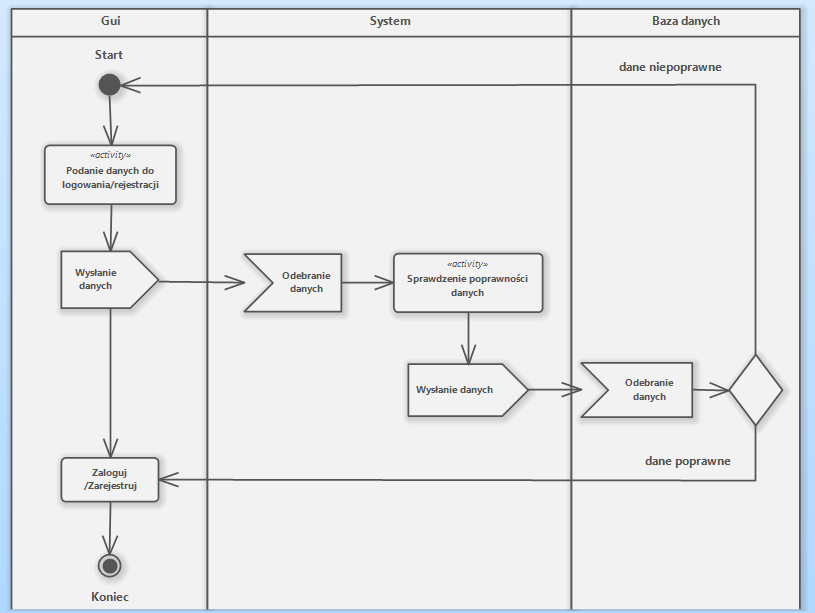 Gui
System
Baza danych
Start
dane niepoprawne
«activity»
Podanie danych do
logowania/rejestracji
Wysłanie
danych
Odebranie
danych
«activity»
Sprawdzenie poprawności
danych
Wysłanie danych
Odebranie
danych
dane poprawne
Zaloguj
/Zarejestruj
Koniec